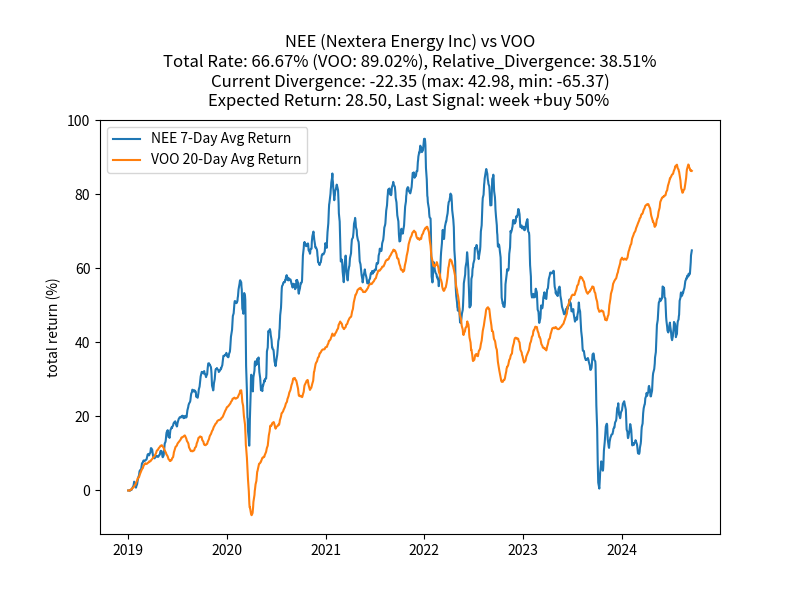 NEE (Nextera Energy Inc) vs VOO
Total Rate: 66.67% (VOO: 89.02%), Relative_Divergence: 38.51%
Current Divergence: -22.35 (max: 42.98, min: -65.37)
Expected Return: 28.50, Last Signal: week +buy 50%
NEE 7-Day Avg Return
VOO 20-Day Avg Return
total return (%)
100
80
60
40
20
0
2019
2020
2021
2022
2023
2024